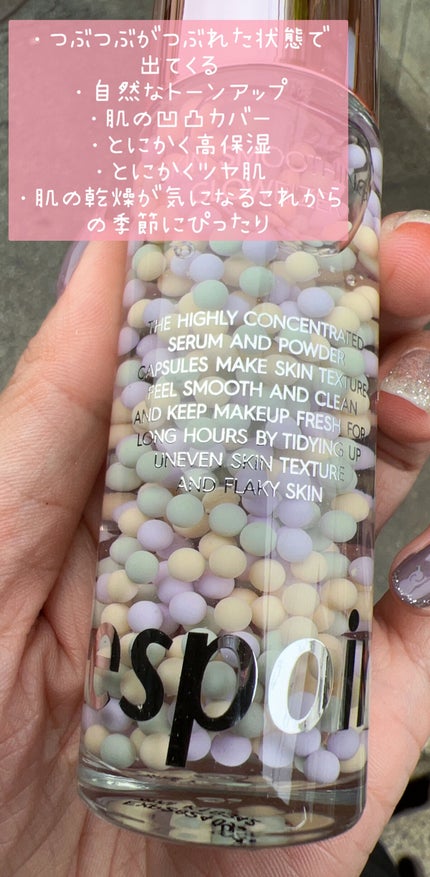 ・つぶつぶがつぶれた状態で
出てくる
・自然なトーンアップ
・肌の凹凸カバー
・とにかく高保湿
・とにかくツヤ肌
・肌の乾燥が気になるこれから
の季節にぴったり
THE HIGHLY CONCENTRATED
SERUM AND POWDER
CAPSULES MAKE SKIN TEXTURE
FEEL SMOOTH AND CLEAN
AND KEEP MAKEUP FRESH FOR
LONG HOURS BY TIDYING UP
UNEVEN SKIN TEXTURE
AND FLAKY SKIN
espoi